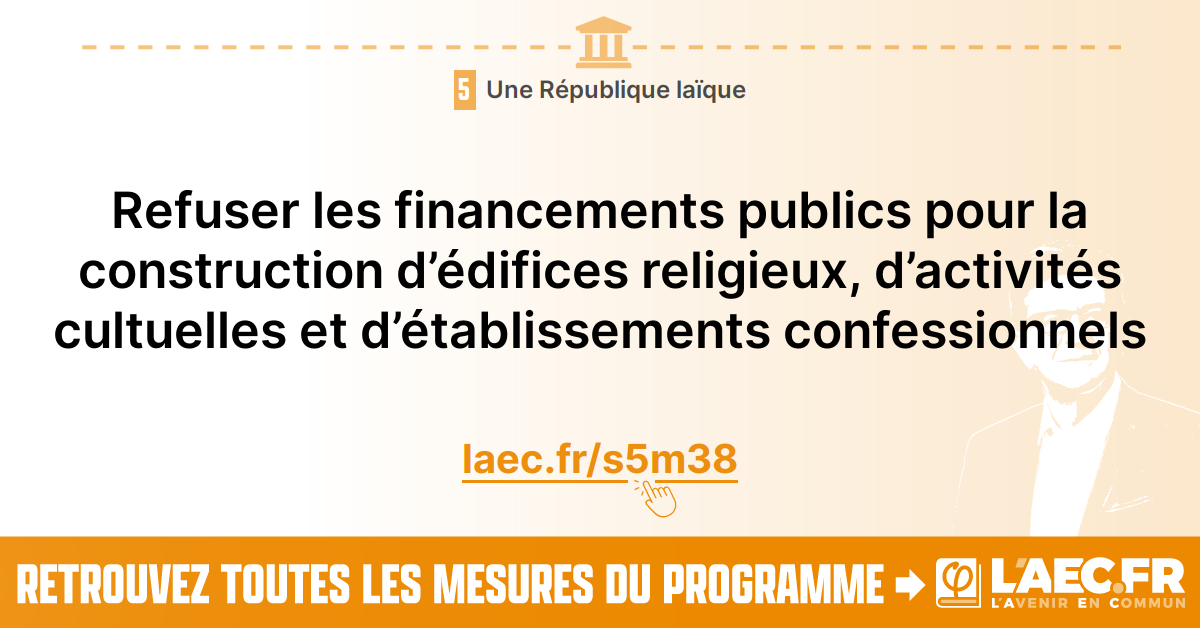 5 Une République laïque
Refuser les financements publics pour la
construction d’édifices religieux, d’activités
cultuelles et d’établissements confessionnels
laec.fr/s5m38
RETROUVEZ TOUTES LES MESURES DU PROGRAMME
φ L'AEC.FR
L'AVENIR EN COMMUN